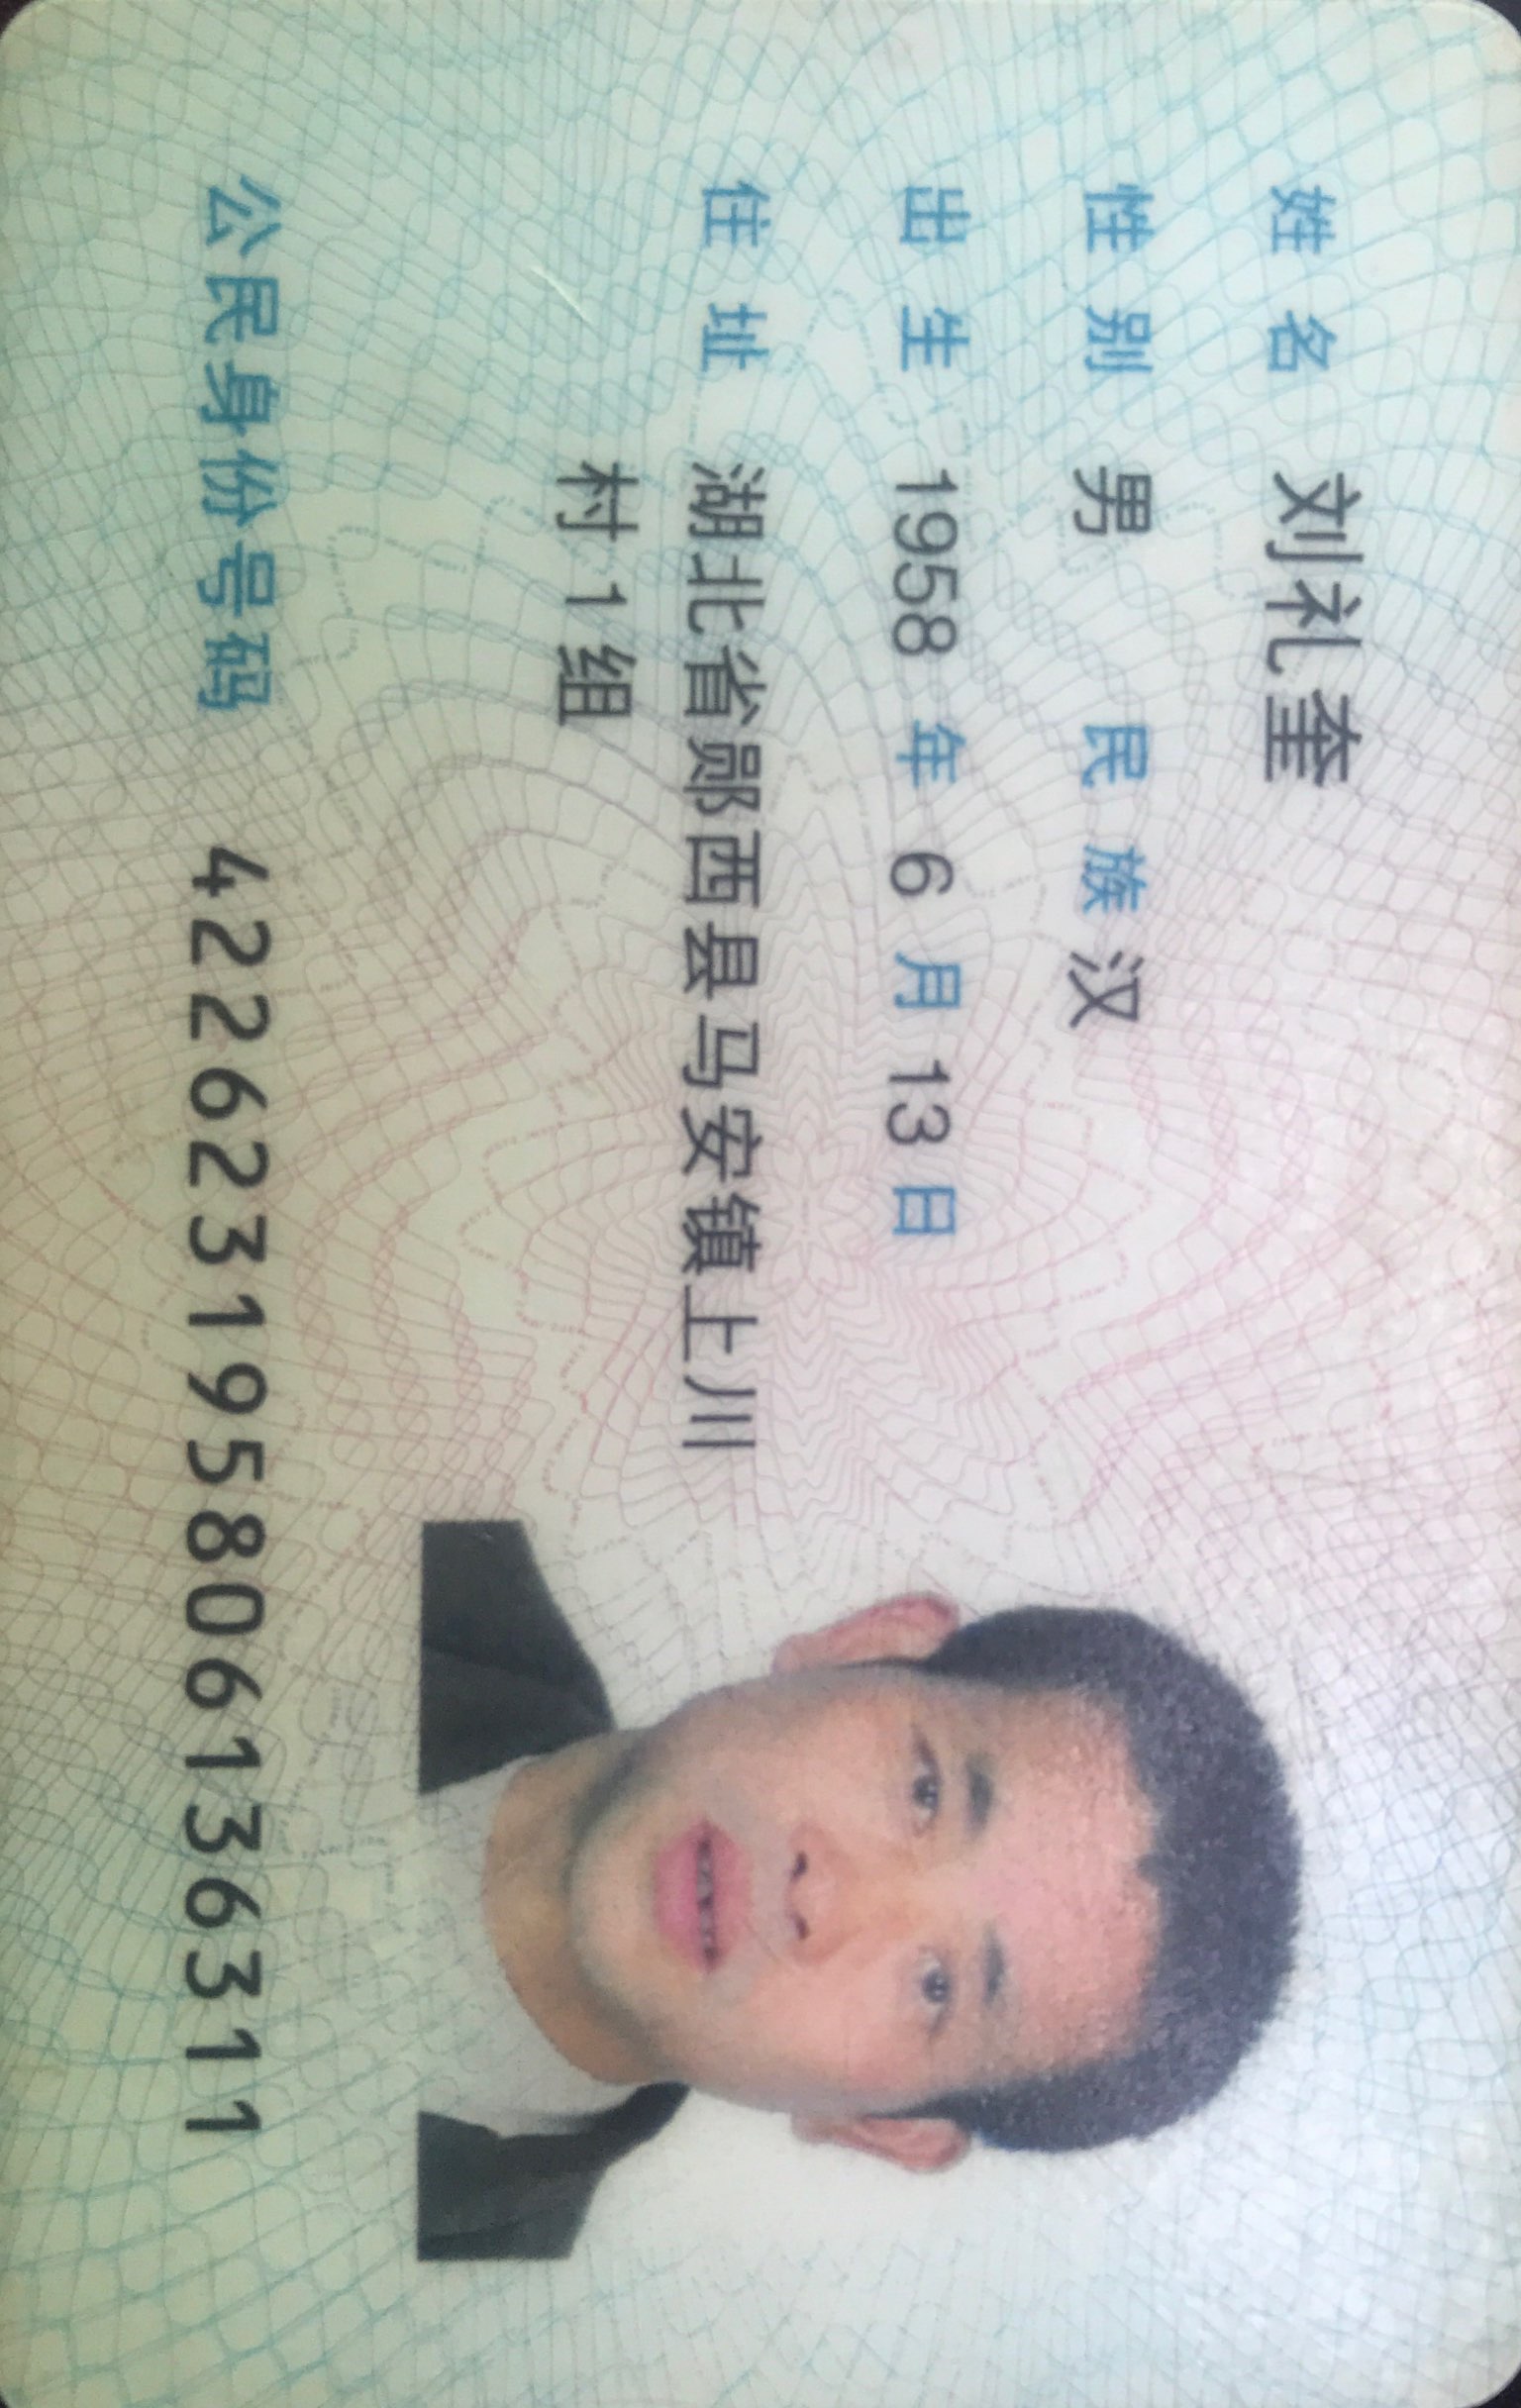 姓名 刘礼奎
性别 男 民族 汉
出生 1958 年 6 月 13 日
住址 湖北省郧西县马安镇上川
村1组
公民身份号码 422623195806136311